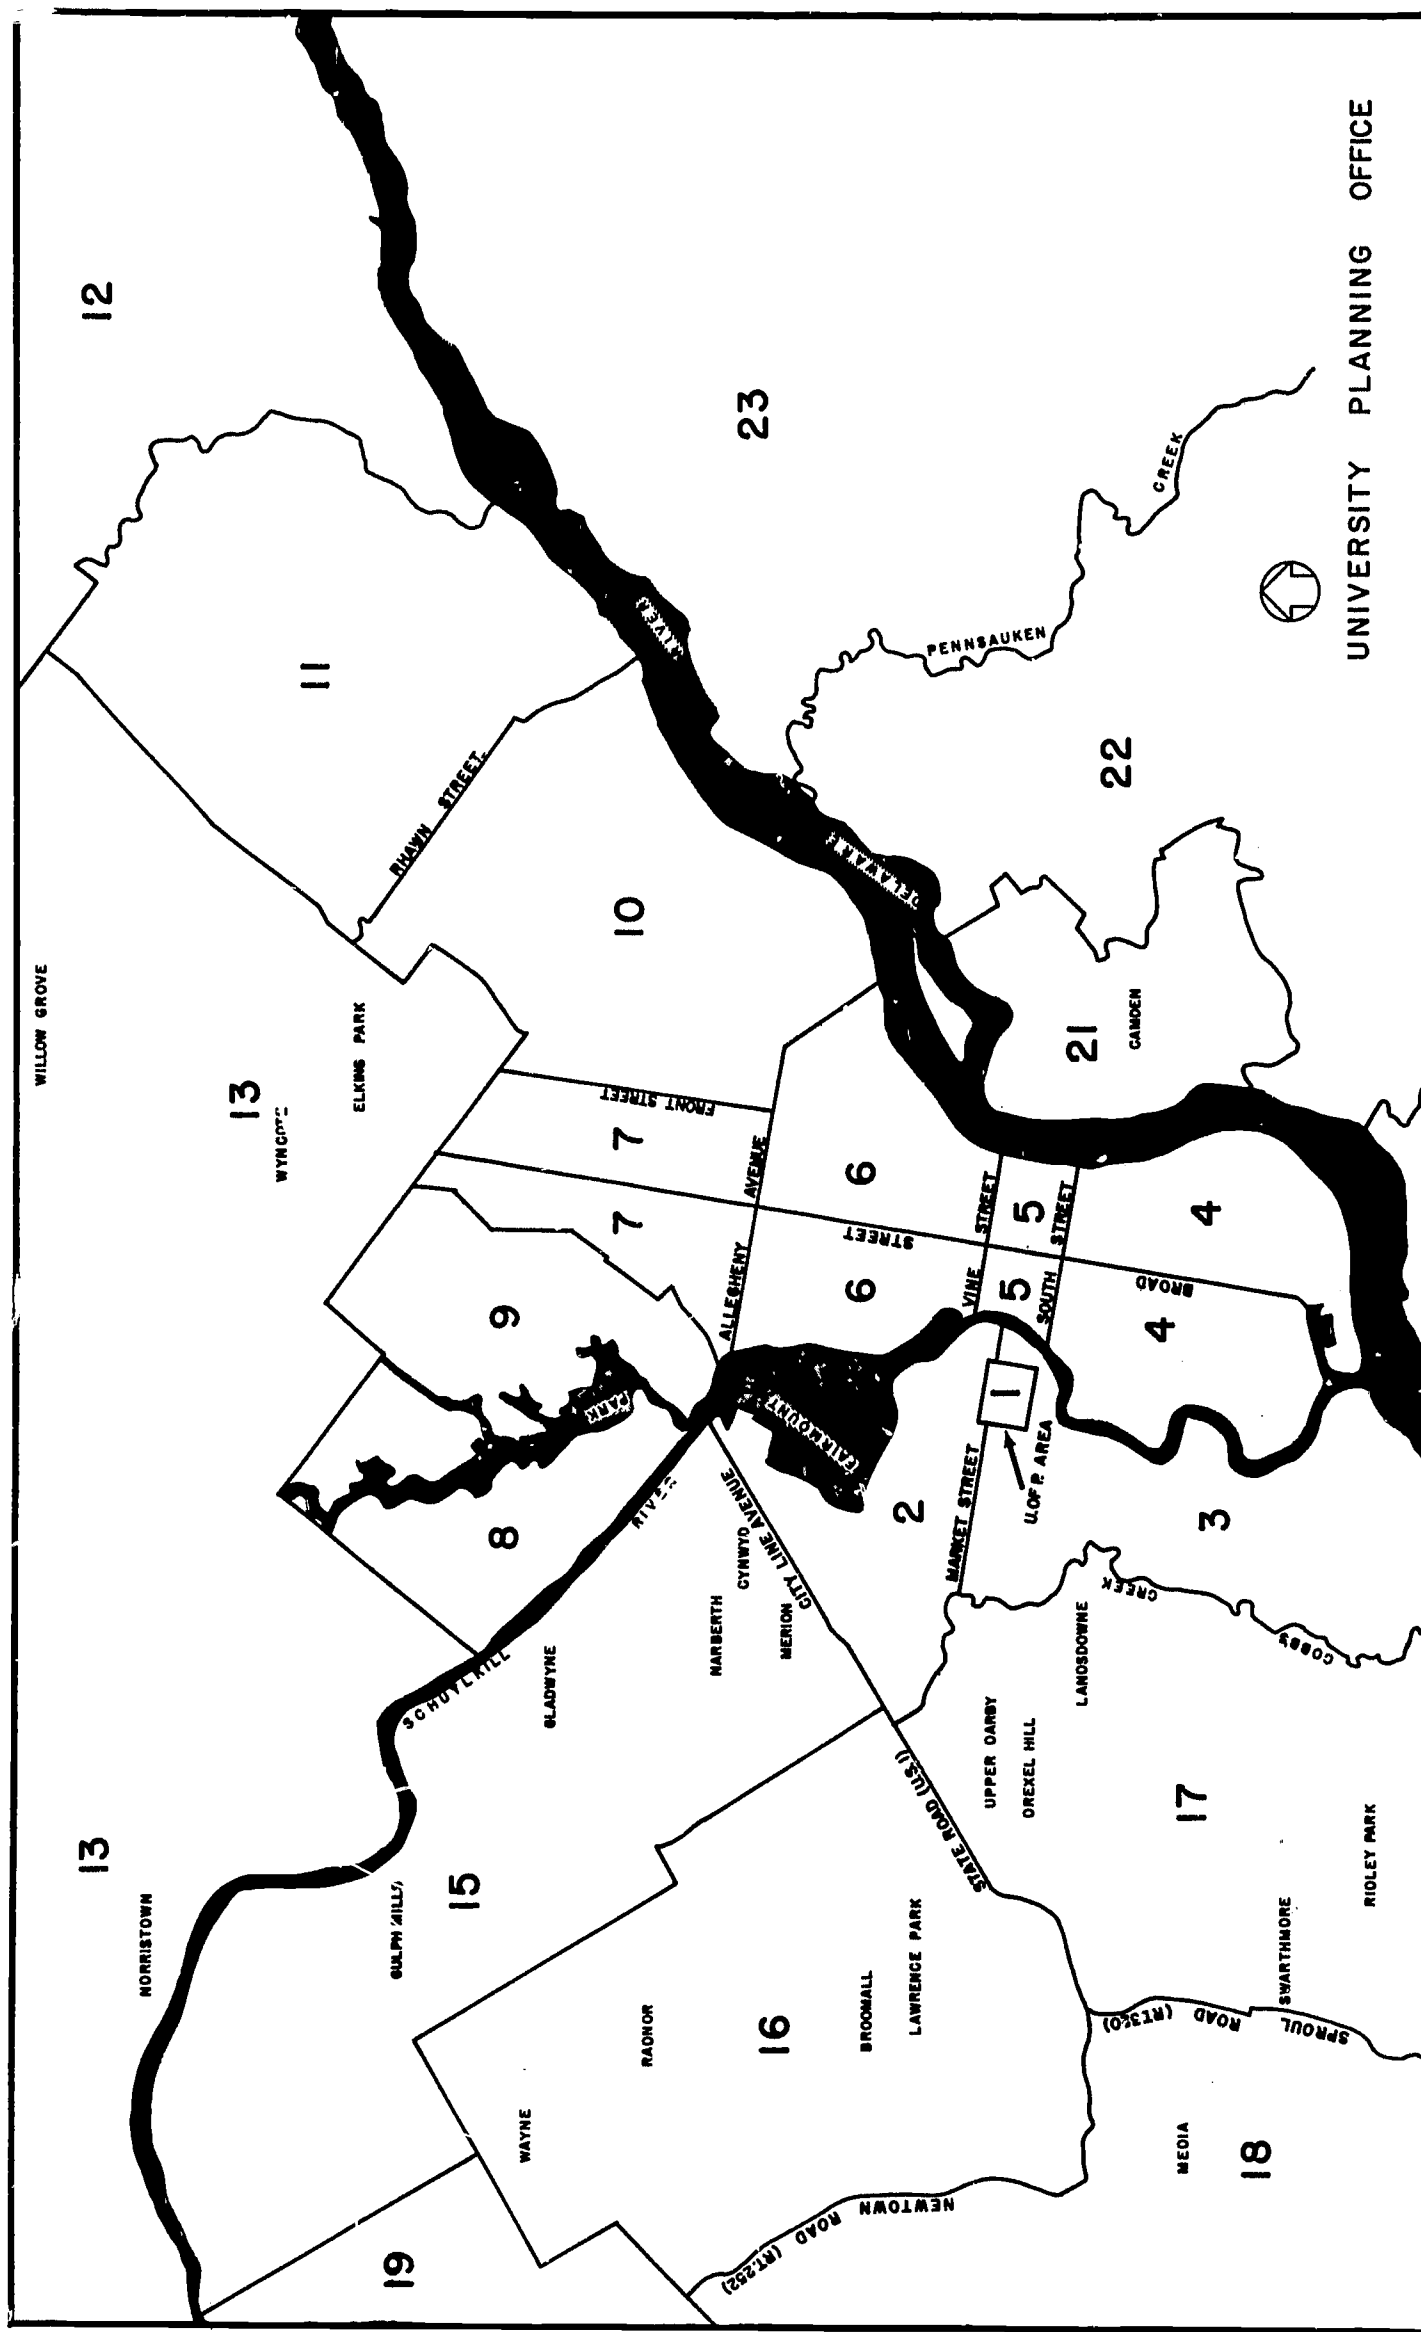 WILLOW GROVE
12
13
NORRISTOWN
13
ELKINS PARK
11
RHAWN STREET
19
GULPH MILLS
15
SCHUYLKILL
RIVER
GLADWYNE
8
9
PARK
7
7
FRONT STREET
10
RIVER
WAYNE
RADNOR
16
BROOMALL
LAWRENCE PARK
NARBERTH
CYNWYD
MERION
CITY LINE AVENUE
FAIRMOUNT
ALLEGHENY
AVENUE
23
NEWTOWN
ROAD
(RT.252)
STATE ROAD (U.S.1)
2
6
6
STREET
DELAWARE
UPPER DARBY
DREXEL HILL
LANDSDOWNE
MARKET STREET
1
U.OF P. AREA
VINE
STREET
5
5
SOUTH
STREET
PENNSAUKEN
CREEK
MEDIA
18
SPROUL
ROAD
17
SWARTHMORE
RIDLEY PARK
COBBS
CREEK
3
4
4
BROAD
21
CAMDEN
22
UNIVERSITY PLANNING OFFICE